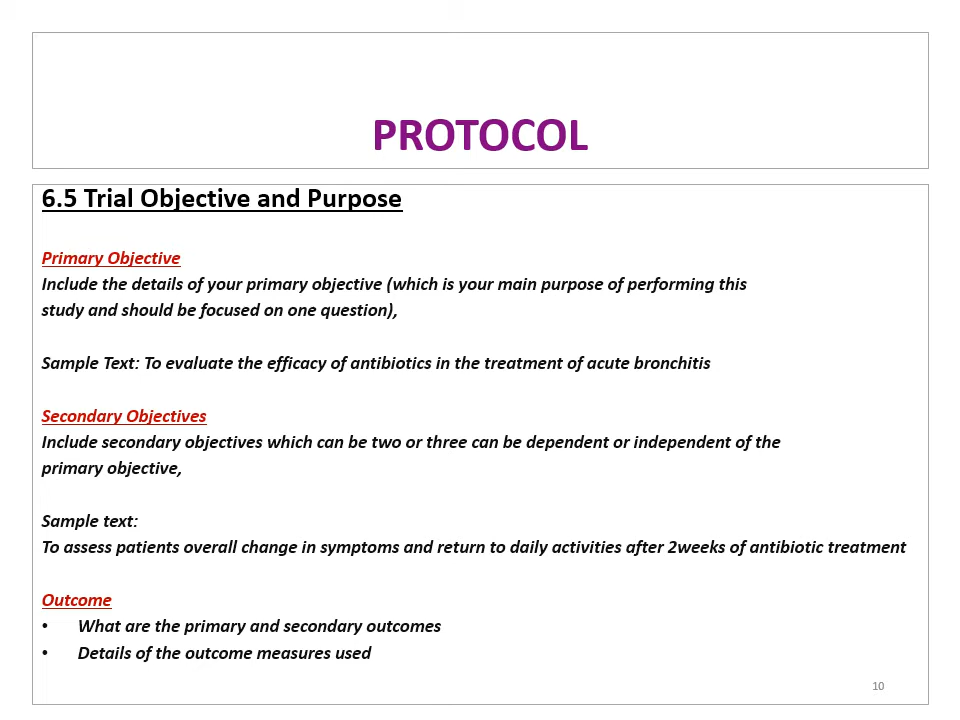 PROTOCOL
6.5 Trial Objective and Purpose
Primary Objective
Include the details of your primary objective (which is your main purpose of performing this
study and should be focused on one question),
Sample Text: To evaluate the efficacy of antibiotics in the treatment of acute bronchitis
Secondary Objectives
Include secondary objectives which can be two or three can be dependent or independent of the
primary objective,
Sample text:
To assess patients overall change in symptoms and return to daily activities after 2weeks of antibiotic treatment
Outcome
• What are the primary and secondary outcomes
• Details of the outcome measures used
10